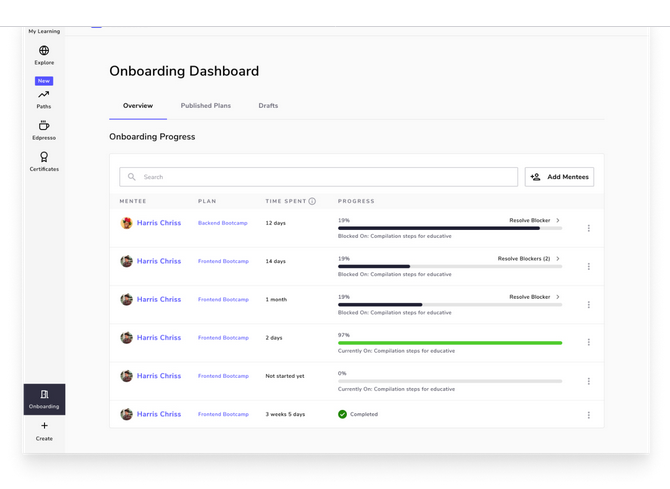 My Learning
Explore
New
Paths
Edpresso
Certificates
Onboarding
Create
Onboarding Dashboard
Overview Published Plans Drafts
Onboarding Progress
Search Add Mentees
MENTEE PLAN TIME SPENT PROGRESS
Harris Chriss Backend Bootcamp 12 days 19% Resolve Blocker
Blocked On: Compilation steps for educative
Harris Chriss Frontend Bootcamp 14 days 19% Resolve Blockers (2)
Blocked On: Compilation steps for educative
Harris Chriss Frontend Bootcamp 1 month 19% Resolve Blocker
Blocked On: Compilation steps for educative
Harris Chriss Frontend Bootcamp 2 days 97%
Currently On: Compilation steps for educative
Harris Chriss Frontend Bootcamp Not started yet 0%
Currently On: Compilation steps for educative
Harris Chriss Frontend Bootcamp 3 weeks 5 days Completed